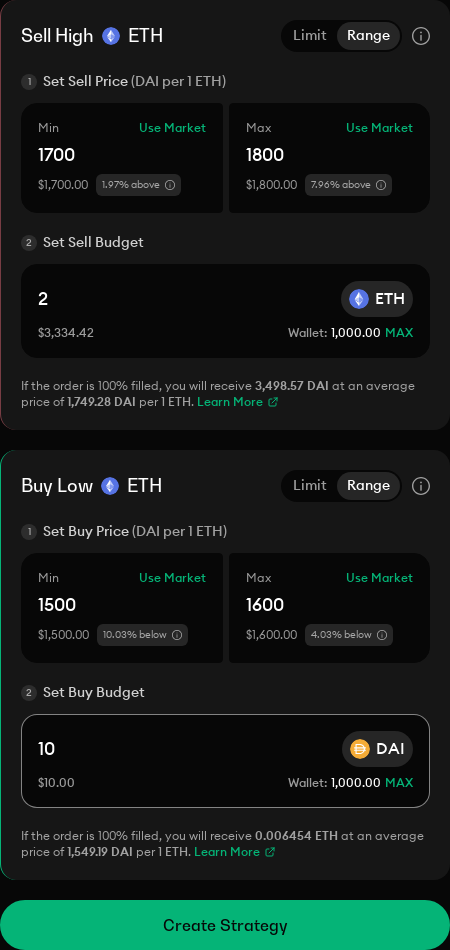 Sell High ETH Limit Range
1 Set Sell Price (DAI per 1 ETH)
Min Use Market Max Use Market
1700 1800
$1,700.00 1.97% above $1,800.00 7.96% above
2 Set Sell Budget
2 ETH
$3,334.42 Wallet: 1,000.00 MAX
If the order is 100% filled, you will receive 3,498.57 DAI at an average
price of 1,749.28 DAI per 1 ETH. Learn More
Buy Low ETH Limit Range
1 Set Buy Price (DAI per 1 ETH)
Min Use Market Max Use Market
1500 1600
$1,500.00 10.03% below $1,600.00 4.03% below
2 Set Buy Budget
10 DAI
$10.00 Wallet: 1,000.00 MAX
If the order is 100% filled, you will receive 0.006454 ETH at an average
price of 1,549.19 DAI per 1 ETH. Learn More
Create Strategy